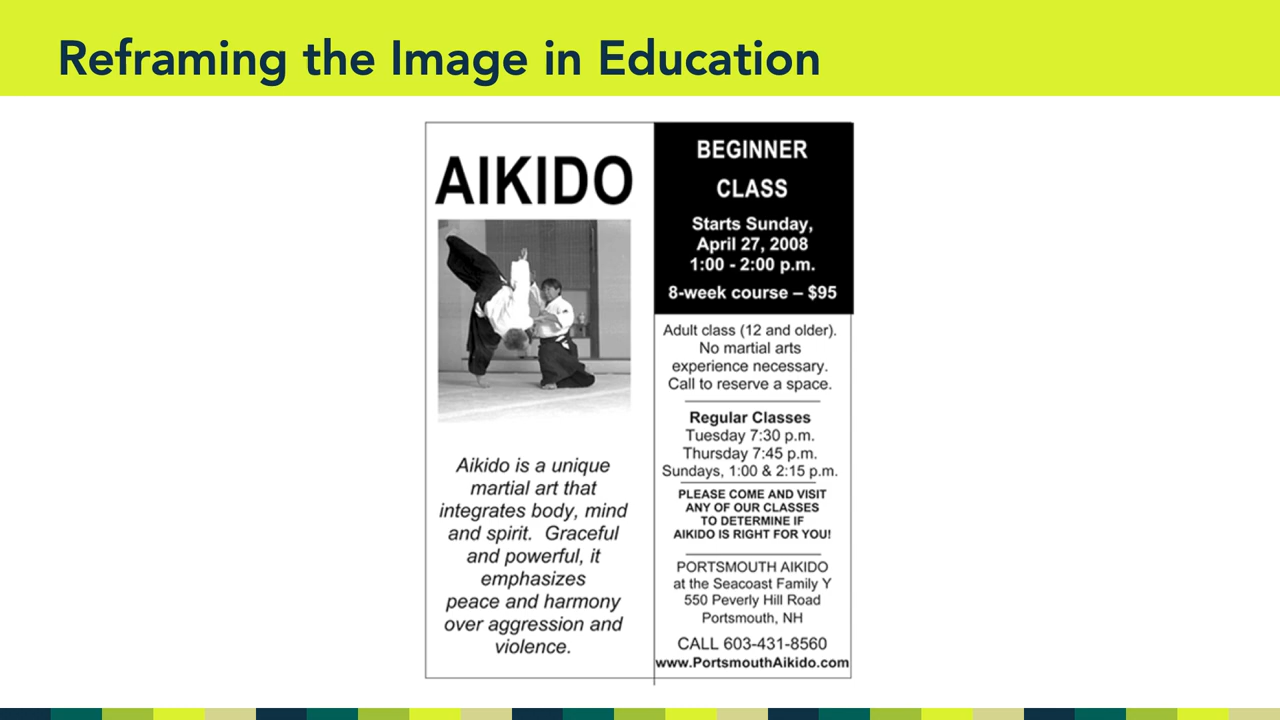 Reframing the Image in Education
AIKIDO
Aikido is a unique
martial art that
integrates body, mind
and spirit.  Graceful
and powerful, it
emphasizes
peace and harmony
over aggression and
violence.
BEGINNER
CLASS
Starts Sunday,
April 27, 2008
1:00 - 2:00 p.m.
8-week course – $95
Adult class (12 and older).
No martial arts
experience necessary.
Call to reserve a space.
Regular Classes
Tuesday 7:30 p.m.
Thursday 7:45 p.m.
Sundays, 1:00 & 2:15 p.m.
PLEASE COME AND VISIT
ANY OF OUR CLASSES
TO DETERMINE IF
AIKIDO IS RIGHT FOR YOU!
PORTSMOUTH AIKIDO
at the Seacoast Family Y
550 Peverly Hill Road
Portsmouth, NH
CALL 603-431-8560
www.PortsmouthAikido.com